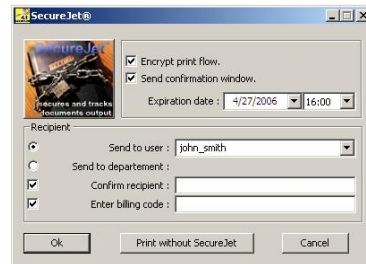 SecureJet®
SecureJet
secures and tracks
documents output
Encrypt print flow.
Send confirmation window.
Expiration date : 4/27/2006 16:00
Recipient
Send to user : john_smith
Send to departement :
Confirm recipient :
Enter billing code :
Ok Print without SecureJet Cancel